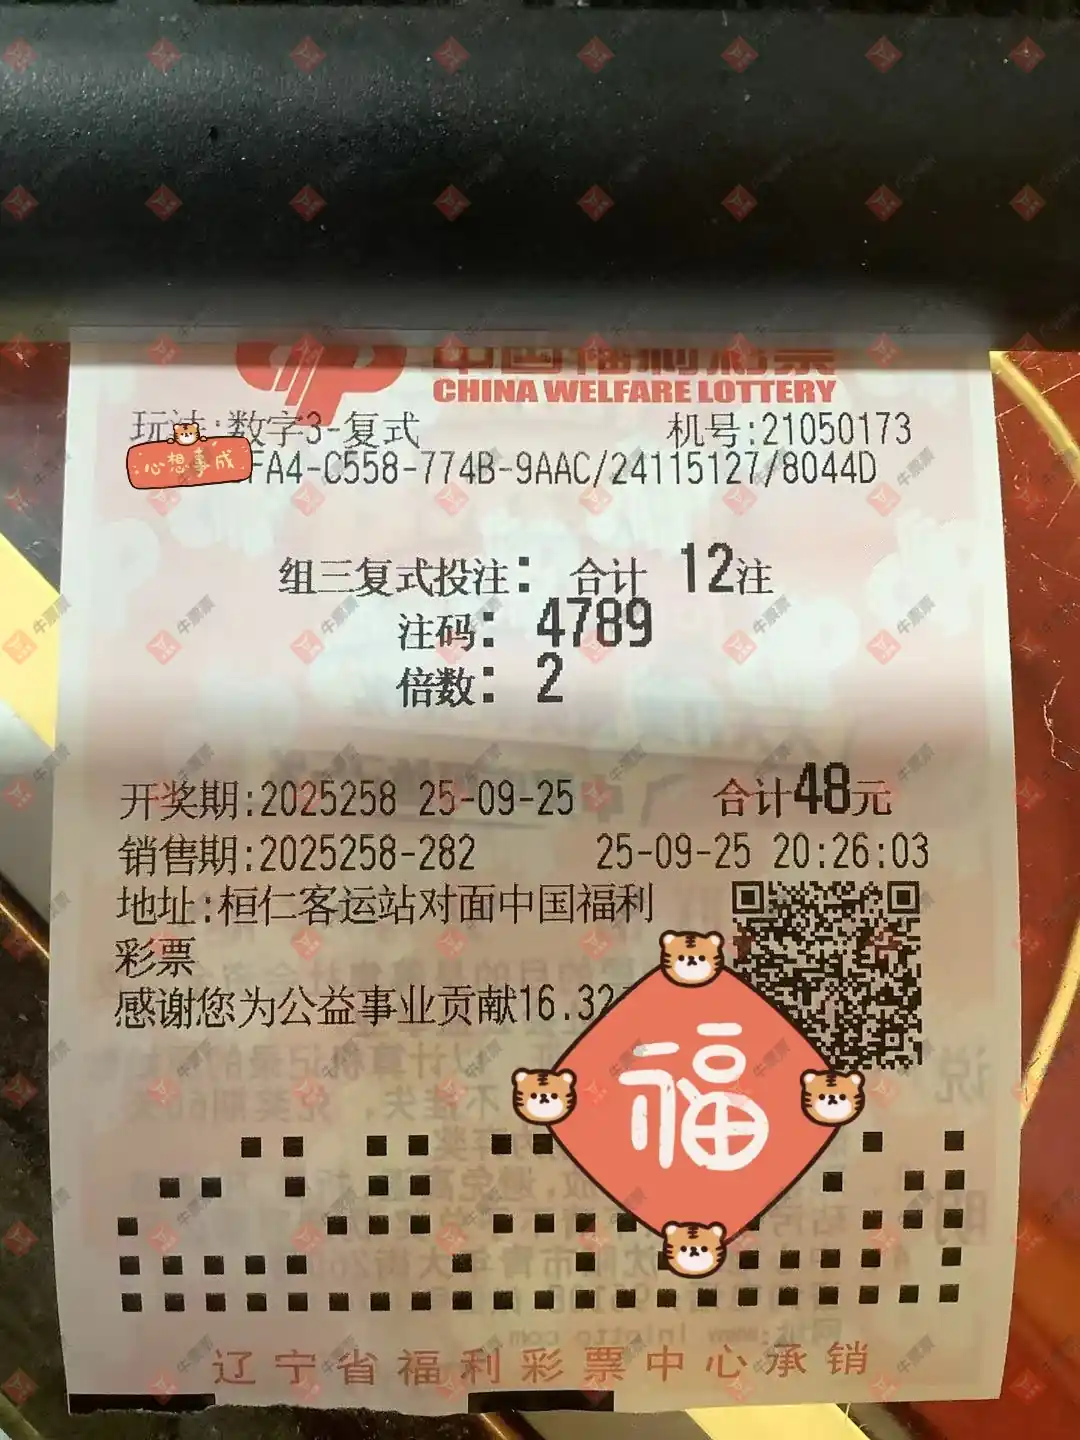 中国福利彩票
CHINA WELFARE LOTTERY
玩法:数字3-复式 机号:21050173
心想事成
FA4-C558-774B-9AAC/24115127/8044D
组三复式投注: 合计 12注
注码: 4789
倍数: 2
开奖期:2025258 25-09-25 合计48元
销售期:2025258-282 25-09-25 20:26:03
地址:桓仁客运站对面中国福利
彩票
感谢您为公益事业贡献16.32
福
辽宁省福利彩票中心承销
牛票票